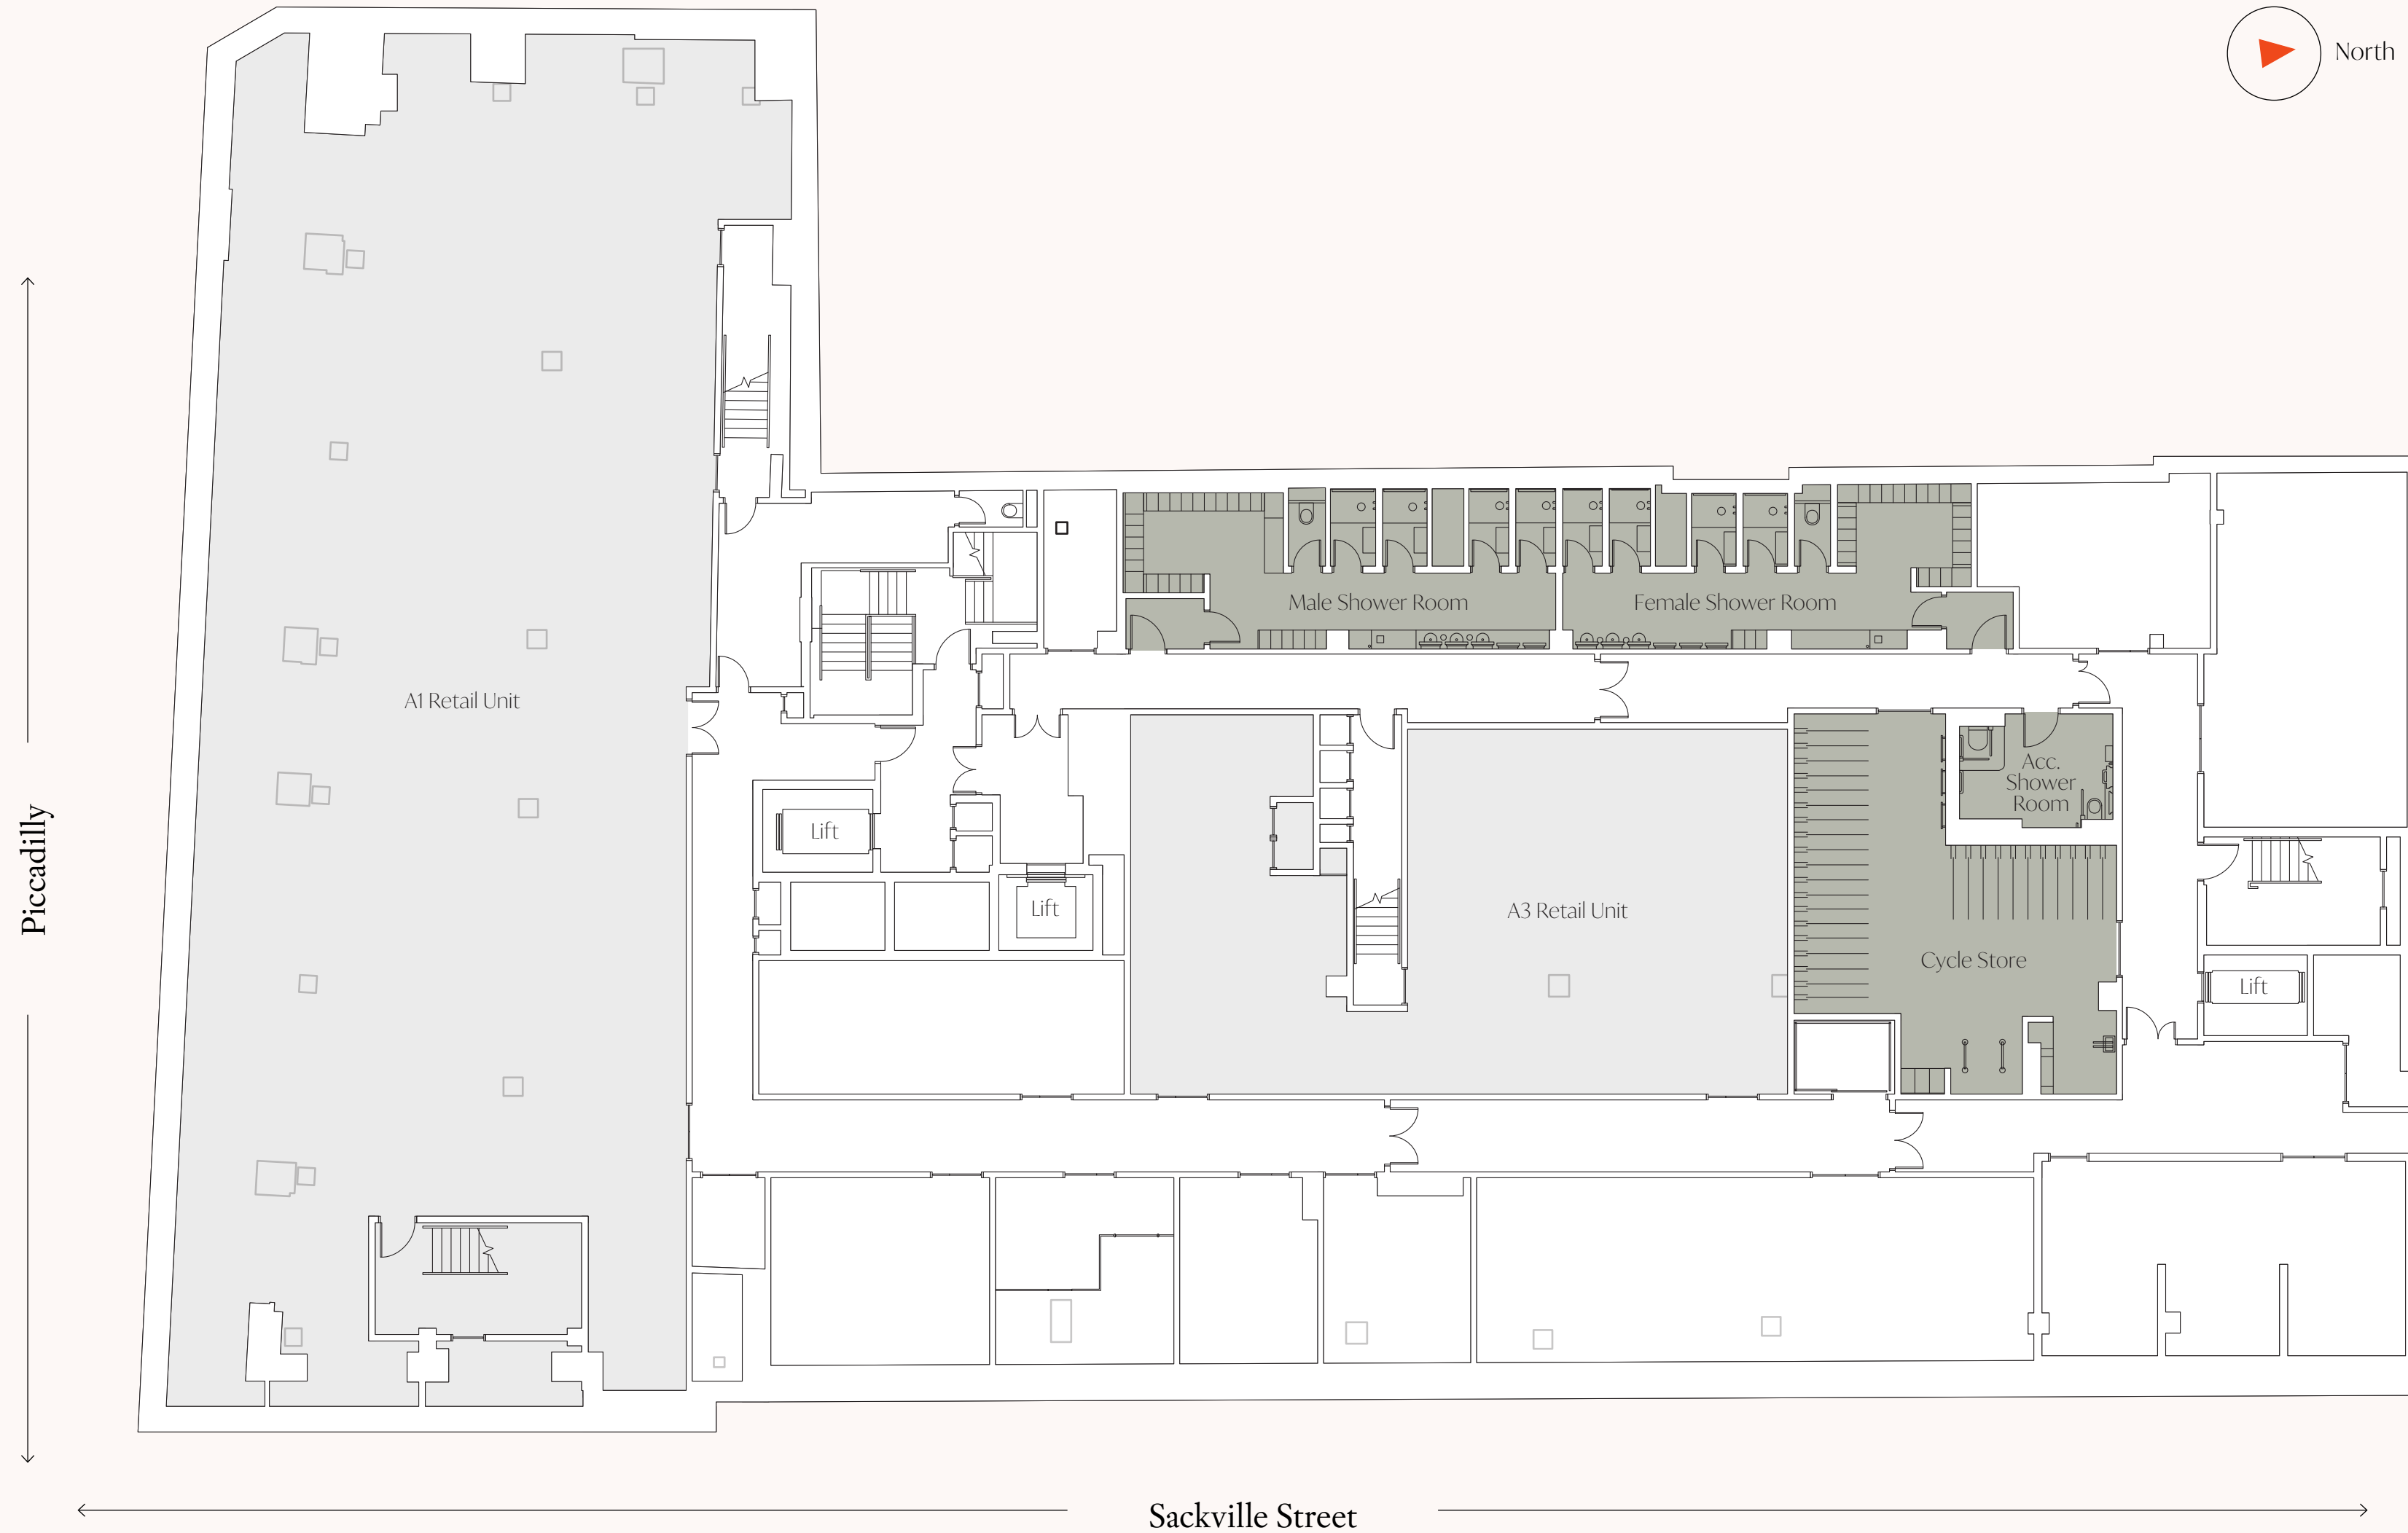 North
Male Shower Room
Female Shower Room
A1 Retail Unit
Acc.
Shower
Room
Lift
Lift
A3 Retail Unit
Cycle Store
Lift
Piccadilly
Sackville Street